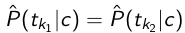 P̂(t_{k_1}|c) = P̂(t_{k_2}|c)